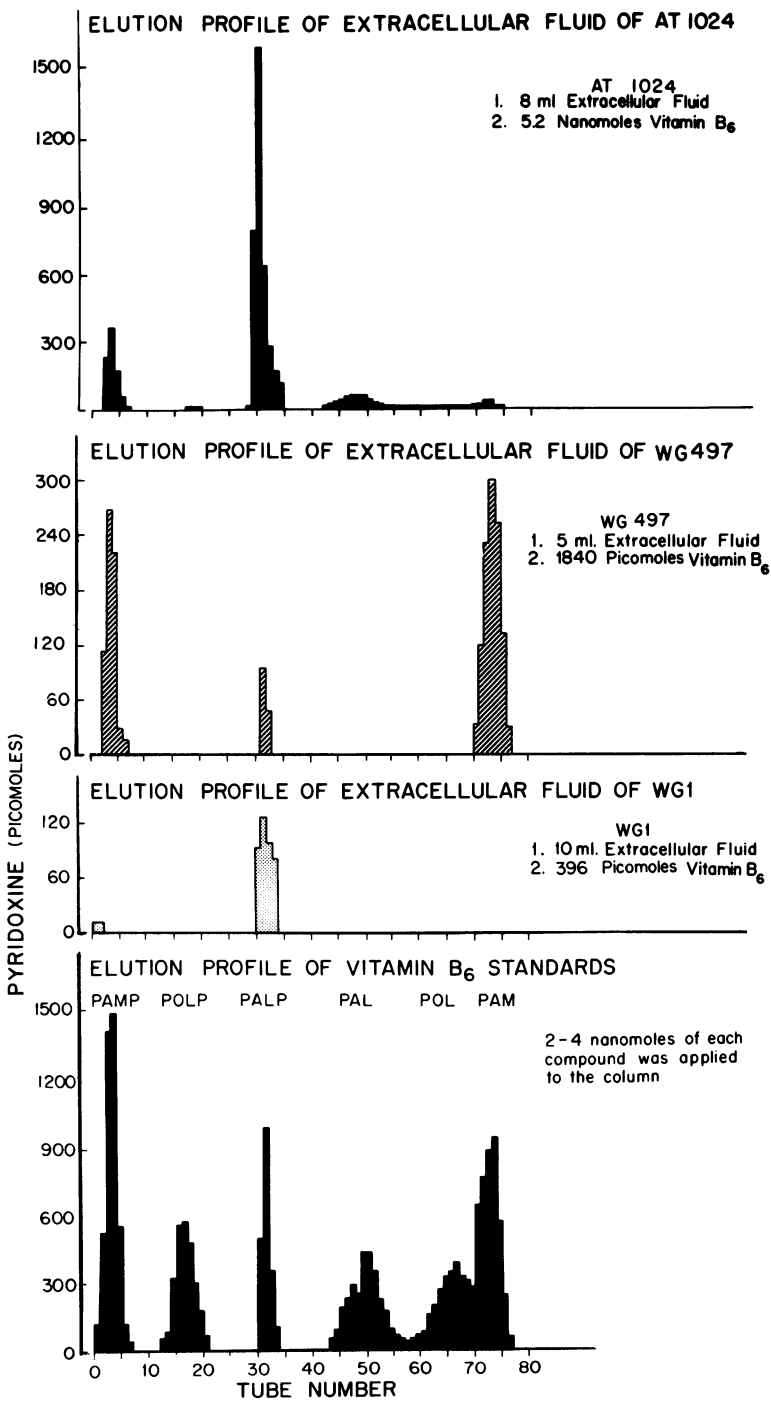 ELUTION PROFILE OF EXTRACELLULAR FLUID OF AT 1024
1500
1200
900
600
300
AT 1024
1. 8 ml Extracellular Fluid
2. 5.2 Nanomoles Vitamin B6
ELUTION PROFILE OF EXTRACELLULAR FLUID OF WG497
300
240
180
120
60
0
WG 497
1. 5 ml. Extracellular Fluid
2. 1840 Picomoles Vitamin B6
ELUTION PROFILE OF EXTRACELLULAR FLUID OF WG1
120
60
0
WG1
1. 10 ml. Extracellular Fluid
2. 396 Picomoles Vitamin B6
ELUTION PROFILE OF VITAMIN B6 STANDARDS
PAMP POLP PALP PAL POL PAM
1500
1200
900
600
300
0
2-4 nanomoles of each
compound was applied
to the column
0 10 20 30 40 50 60 70 80
TUBE NUMBER
PYRIDOXINE (PICOMOLES)